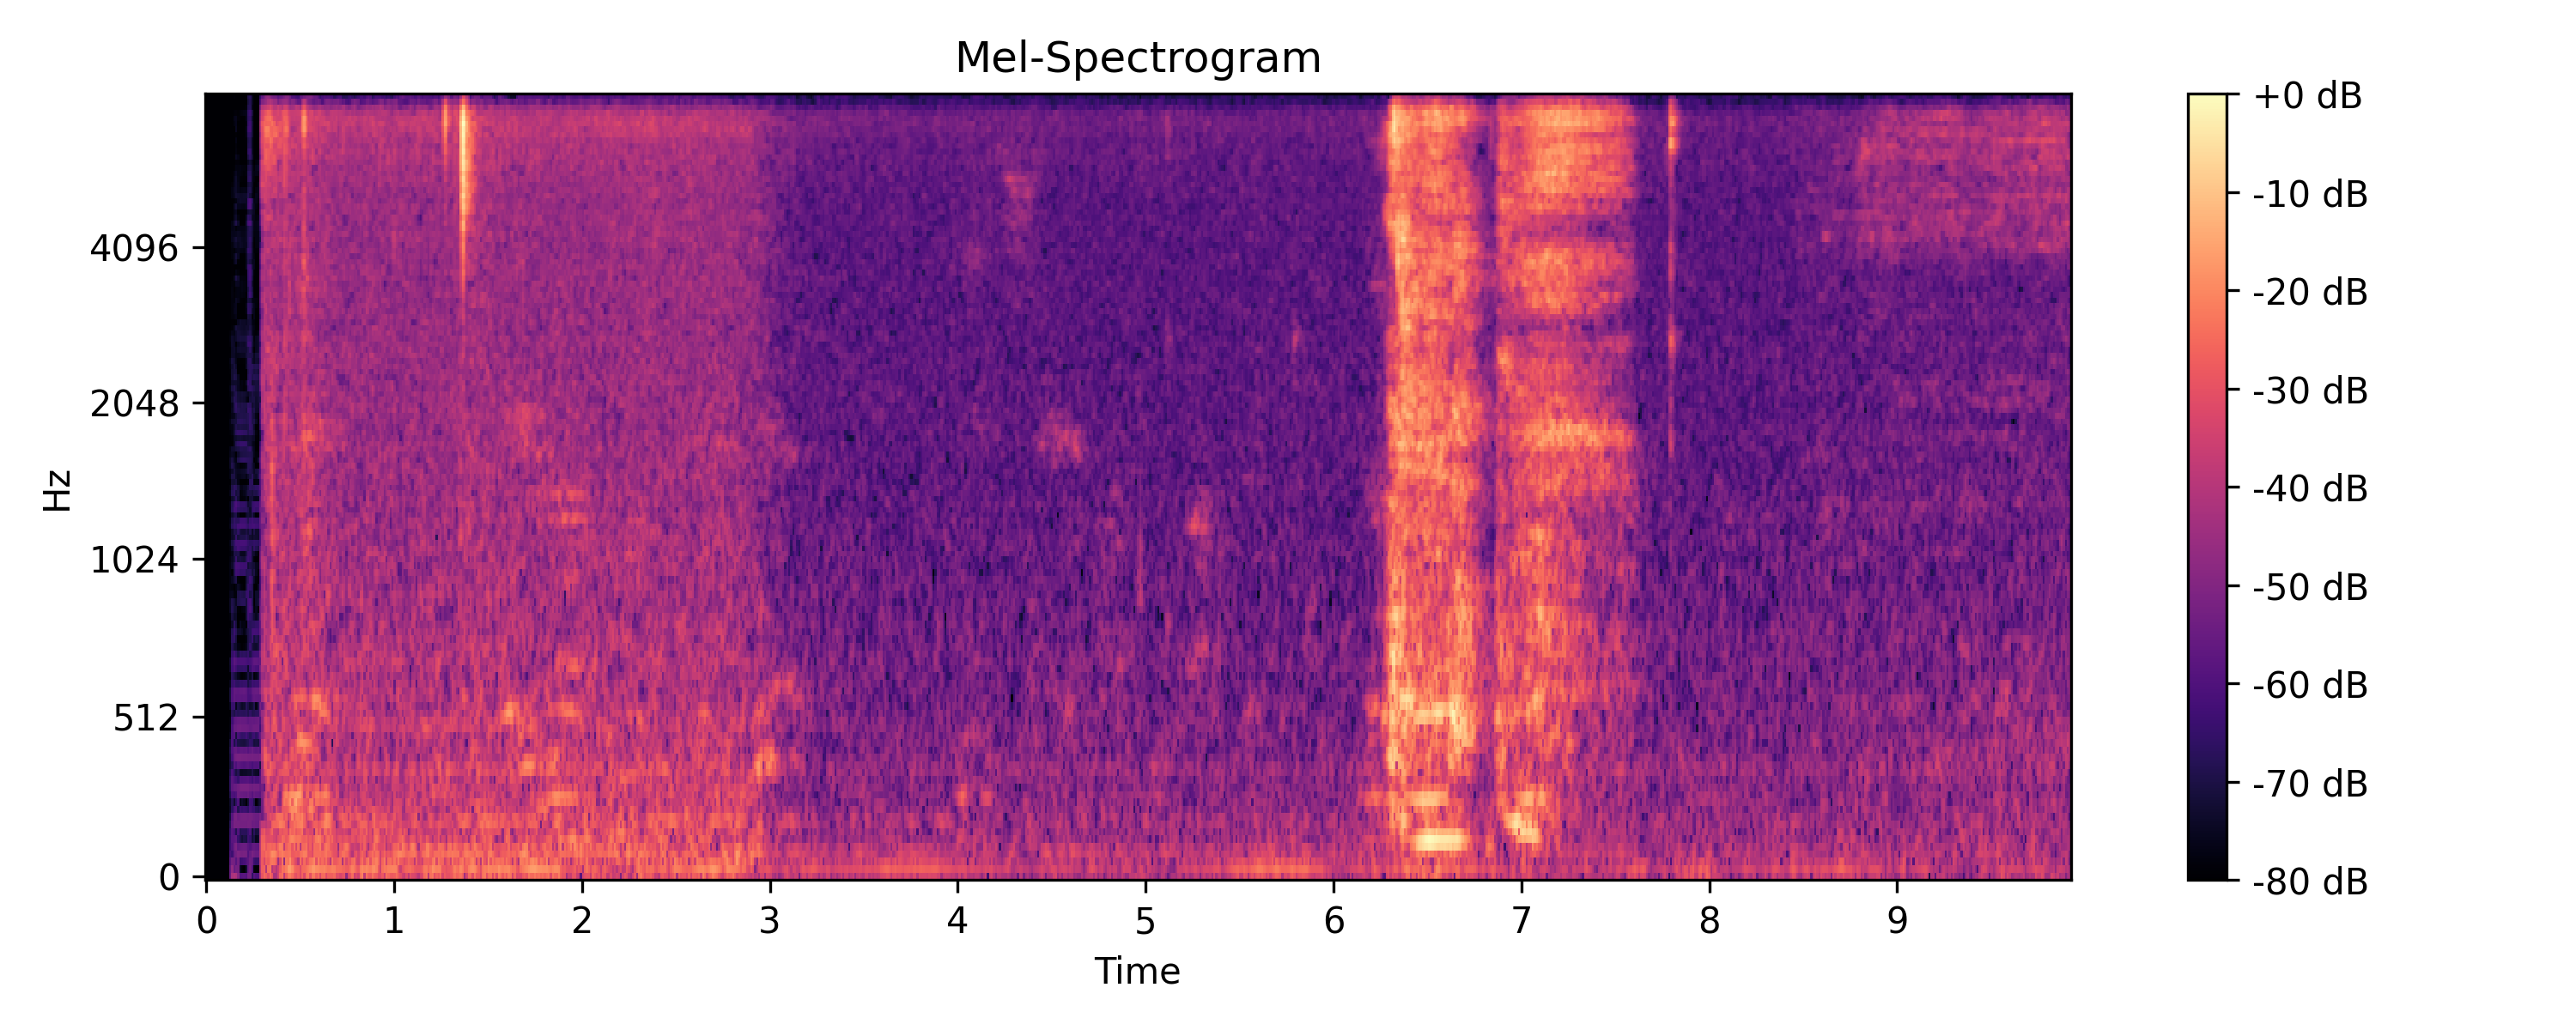 Mel-Spectrogram
+0 dB
-10 dB
-20 dB
-30 dB
-40 dB
-50 dB
-60 dB
-70 dB
-80 dB
Hz
4096
2048
1024
512
0
0 1 2 3 4 5 6 7 8 9
Time